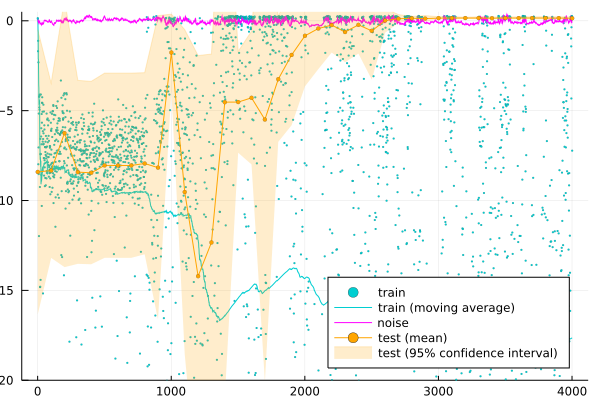 0
−5
10
15
20
0
1000
2000
3000
4000
train
train (moving average)
noise
test (mean)
test (95% confidence interval)